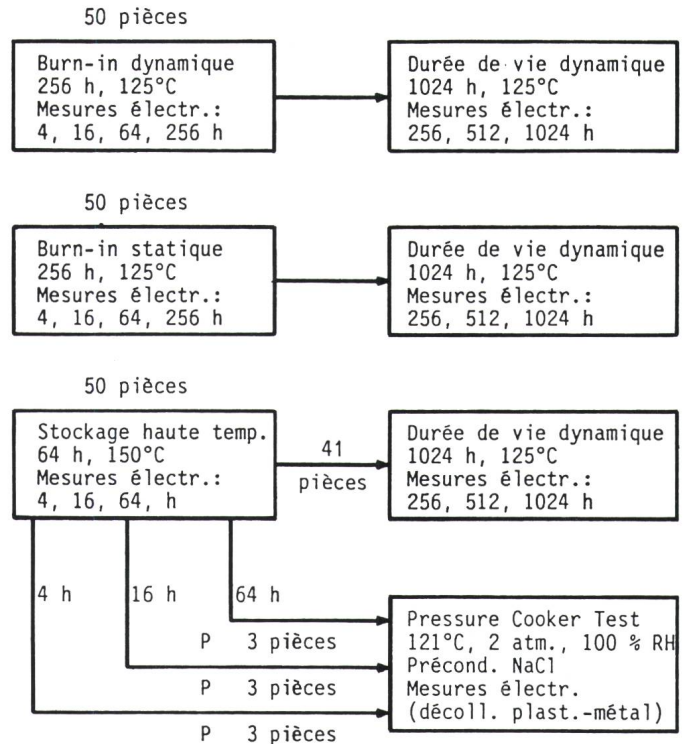 50 pièces
Burn-in dynamique
256 h, 125°C
Mesures électr.:
4, 16, 64, 256 h
Durée de vie dynamique
1024 h, 125°C
Mesures électr.:
256, 512, 1024 h
50 pièces
Burn-in statique
256 h, 125°C
Mesures électr.:
4, 16, 64, 256 h
Durée de vie dynamique
1024 h, 125°C
Mesures électr.:
256, 512, 1024 h
50 pièces
Stockage haute temp.
64 h, 150°C
Mesures électr.:
4, 16, 64, h
41
pièces
Durée de vie dynamique
1024 h, 125°C
Mesures électr.:
256, 512, 1024 h
4 h
16 h
64 h
P 3 pièces
P 3 pièces
P 3 pièces
Pressure Cooker Test
121°C, 2 atm., 100 % RH
Précond. NaCl
Mesures électr.
(décoll. plast.-métal)